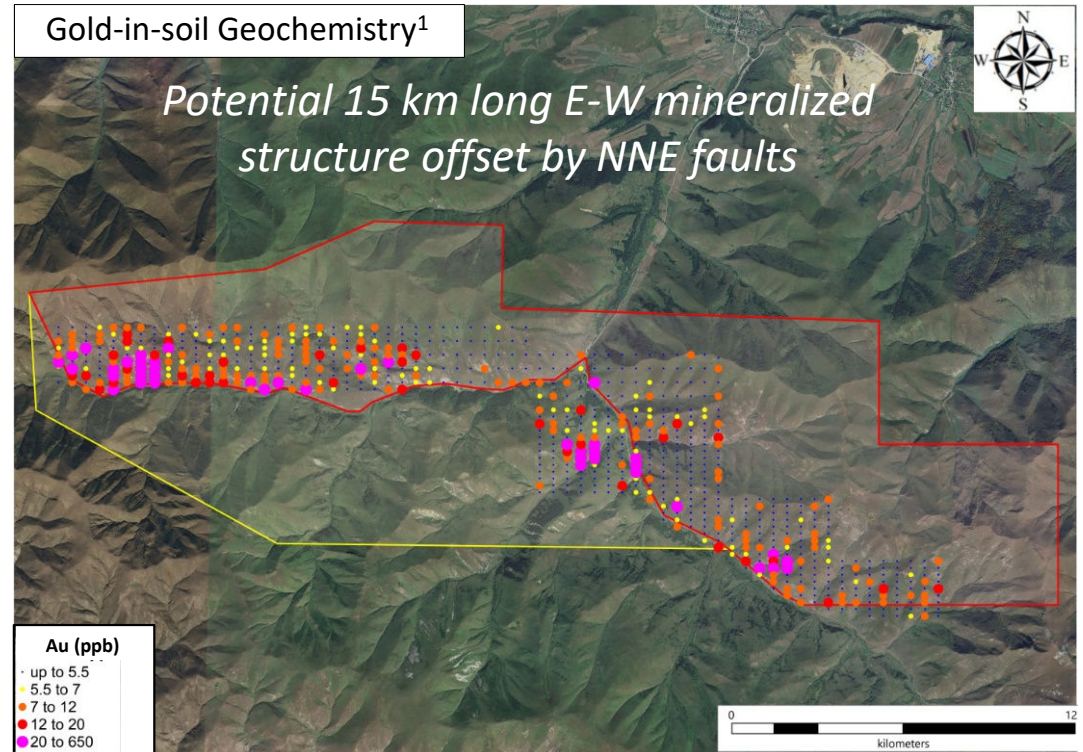 Gold-in-soil Geochemistry¹
N
W E
S
Potential 15 km long E-W mineralized
structure offset by NNE faults
Au (ppb)
up to 5.5
5.5 to 7
7 to 12
12 to 20
20 to 650
0 12
kilometers